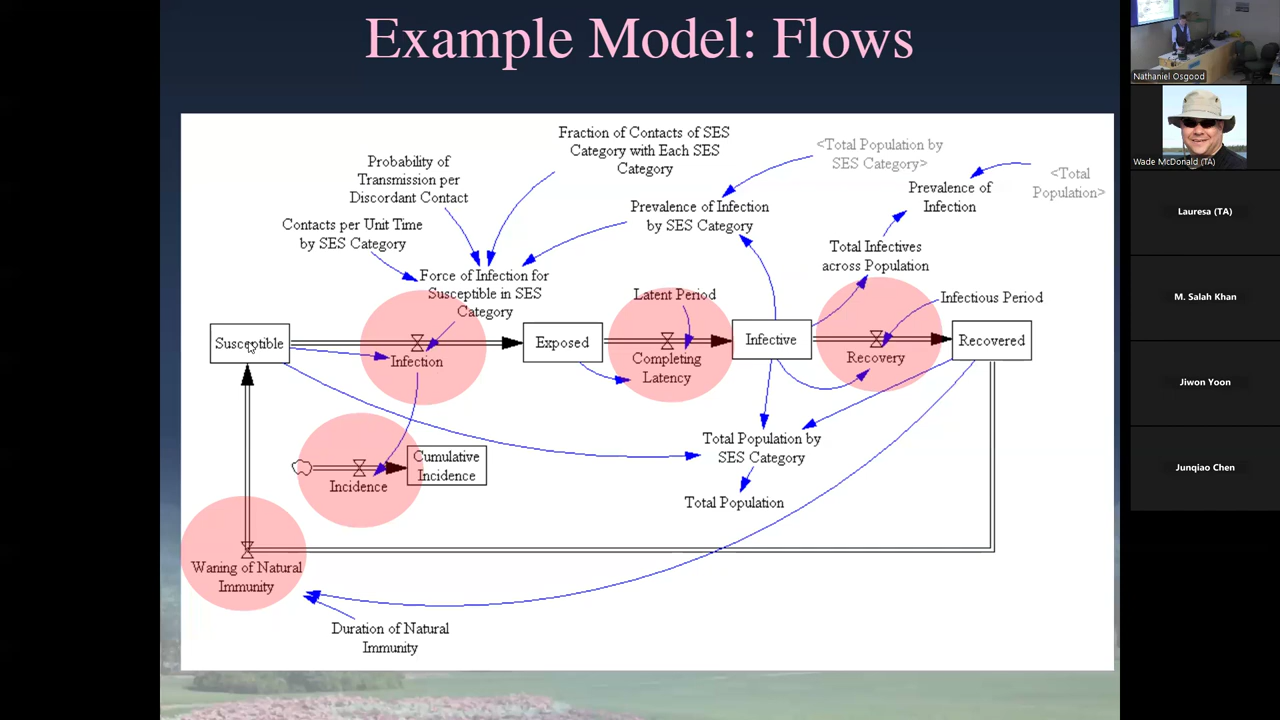 Example Model: Flows
Fraction of Contacts of SES
Category with Each SES
Category
<Total Population by
SES Category>
Probability of
Transmission per
Discordant Contact
<Total
Population>
Prevalence of
Infection
Contacts per Unit Time
by SES Category
Prevalence of Infection
by SES Category
Total Infectives
across Population
Force of Infection for
Susceptible in SES
Category
Latent Period
Infectious Period
Susceptible
Infection
Exposed
Completing
Latency
Infective
Recovery
Recovered
Total Population by
SES Category
Total Population
Cumulative
Incidence
Incidence
Waning of Natural
Immunity
Duration of Natural
Immunity
Nathaniel Osgood
Wade McDonald (TA)
Lauresa (TA)
M. Salah Khan
Jiwon Yoon
Junqiao Chen